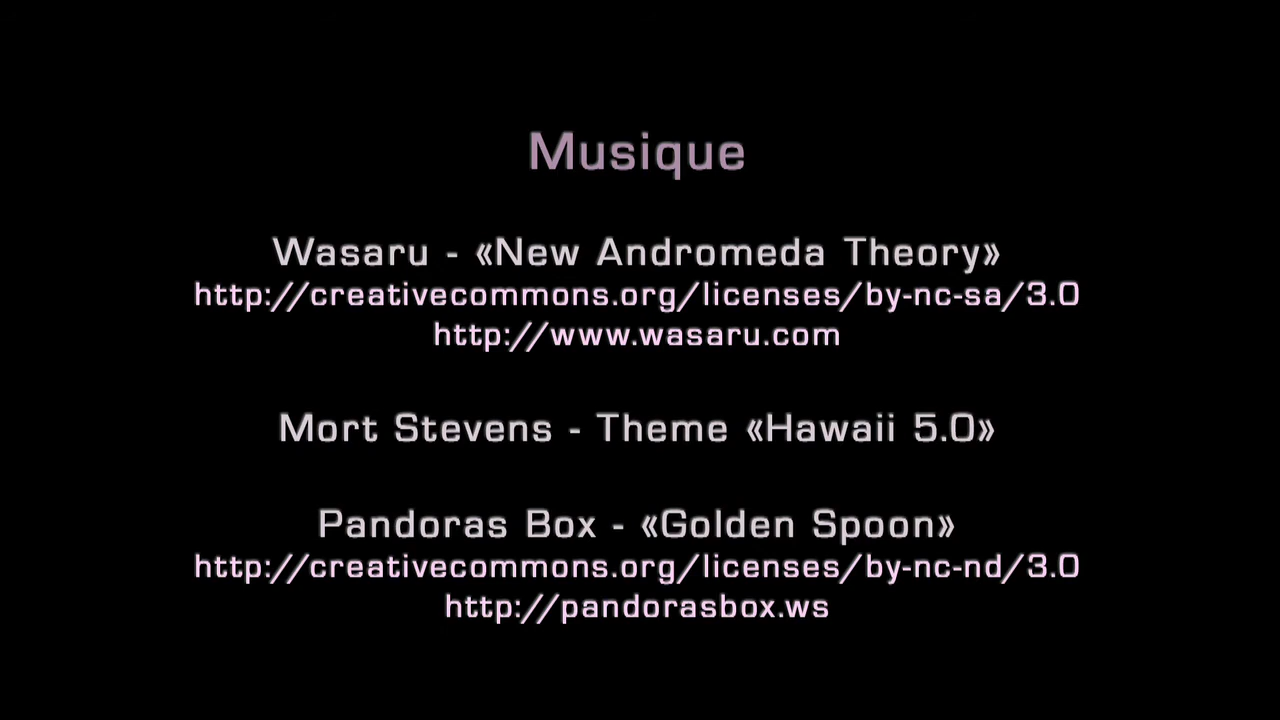 Musique
Wasaru - «New Andromeda Theory»
http://creativecommons.org/licenses/by-nc-sa/3.0
http://www.wasaru.com
Mort Stevens - Theme «Hawaii 5.0»
Pandoras Box - «Golden Spoon»
http://creativecommons.org/licenses/by-nc-nd/3.0
http://pandorasbox.ws